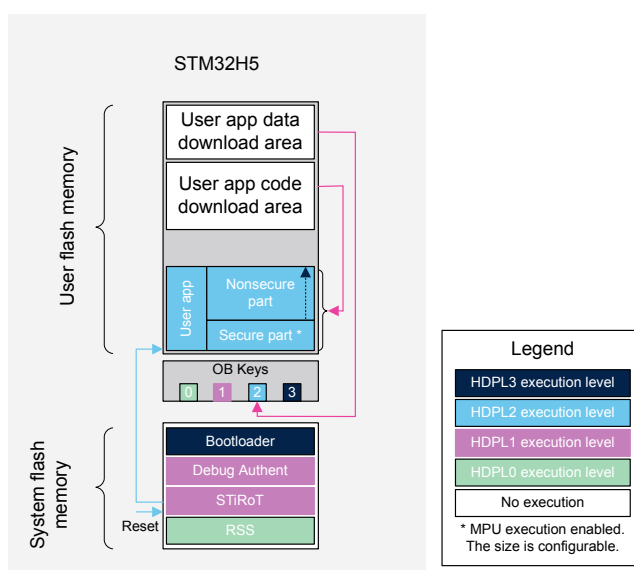 STM32H5
User flash memory
User app data
download area
User app code
download area
User app
Nonsecure
part
Secure part *
OB Keys
0 1 2 3
System flash
memory
Bootloader
Debug Authent
STiRoT
Reset
RSS
Legend
HDPL3 execution level
HDPL2 execution level
HDPL1 execution level
HDPL0 execution level
No execution
* MPU execution enabled.
The size is configurable.